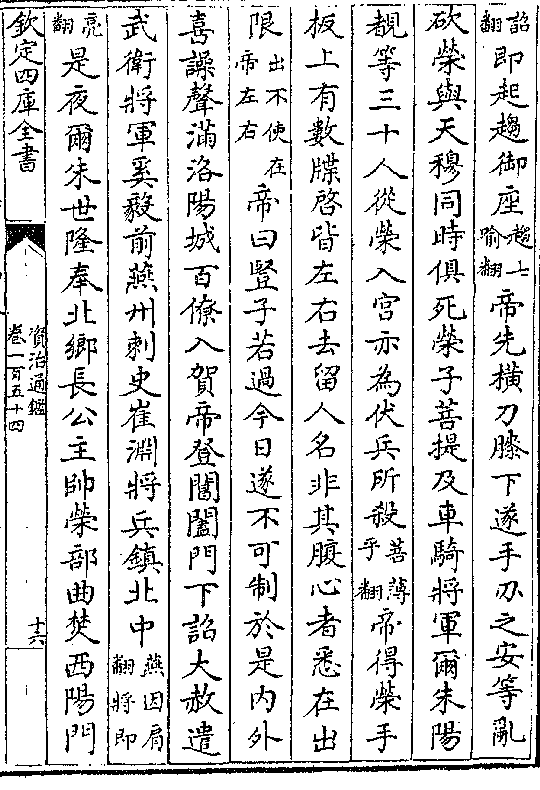 詔翻即起趨御座趨七喻翻帝先橫刀膝下遂手刃之安等亂
砍榮與天穆同時俱死榮子菩提及車騎將軍爾朱陽
覩等三十人從榮入宮亦為伏兵所殺菩薄乎翻帝得榮手
板上有數牒啓皆左右去留人名非其腹心者悉在出
限出不使在帝左右帝曰豎子若過今日遂不可制於是内外
喜譟聲滿洛陽城百僚入賀帝登閶闔門下詔大赦遣
武衛將軍奚毅前燕州刺史崔淵將兵鎮北中燕因肩翻將即
亮翻是夜爾朱世隆奉北鄉長公主帥榮部曲焚西陽門
欽定四庫全書
資治通鑑
卷一百五十四
十六